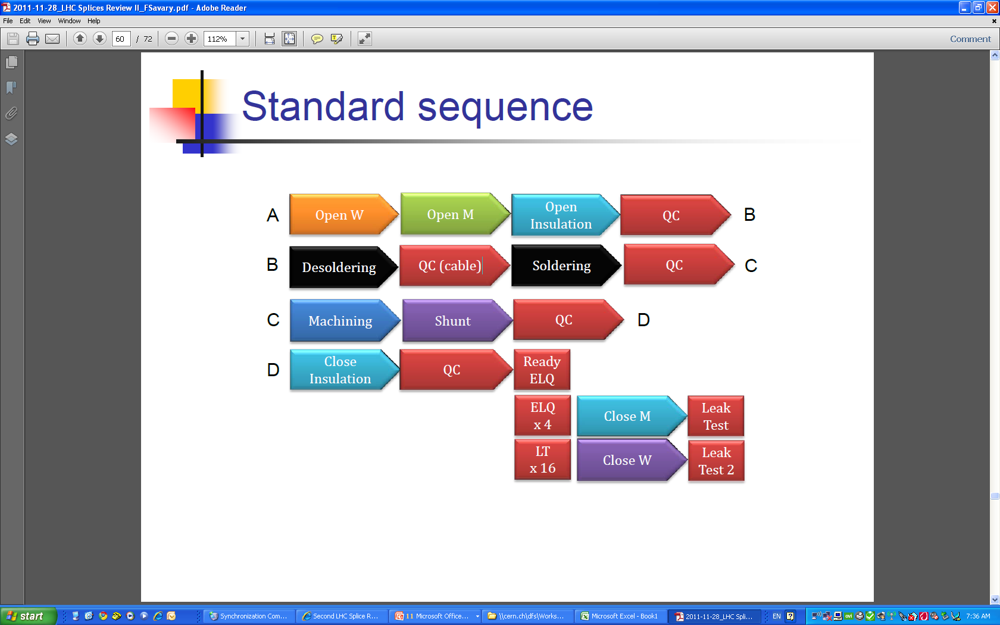 2011-11-28_LHC Splices Review II_FSavary.pdf - Adobe Reader
File Edit View Window Help
60 / 72 112% Comment
Standard sequence
A Open W Open M Open Insulation QC B
B Desoldering QC (cable) Soldering QC C
C Machining Shunt QC D
D Close Insulation QC Ready ELQ
ELQ x 4 Close M Leak Test
LT x 16 Close W Leak Test 2
start Synchronization Com... Second LHC Splice R... 11 Microsoft Office... \\cern.ch\dfs\Works... Microsoft Excel - Book1 2011-11-28_LHC Spli... EN 7:36 AM